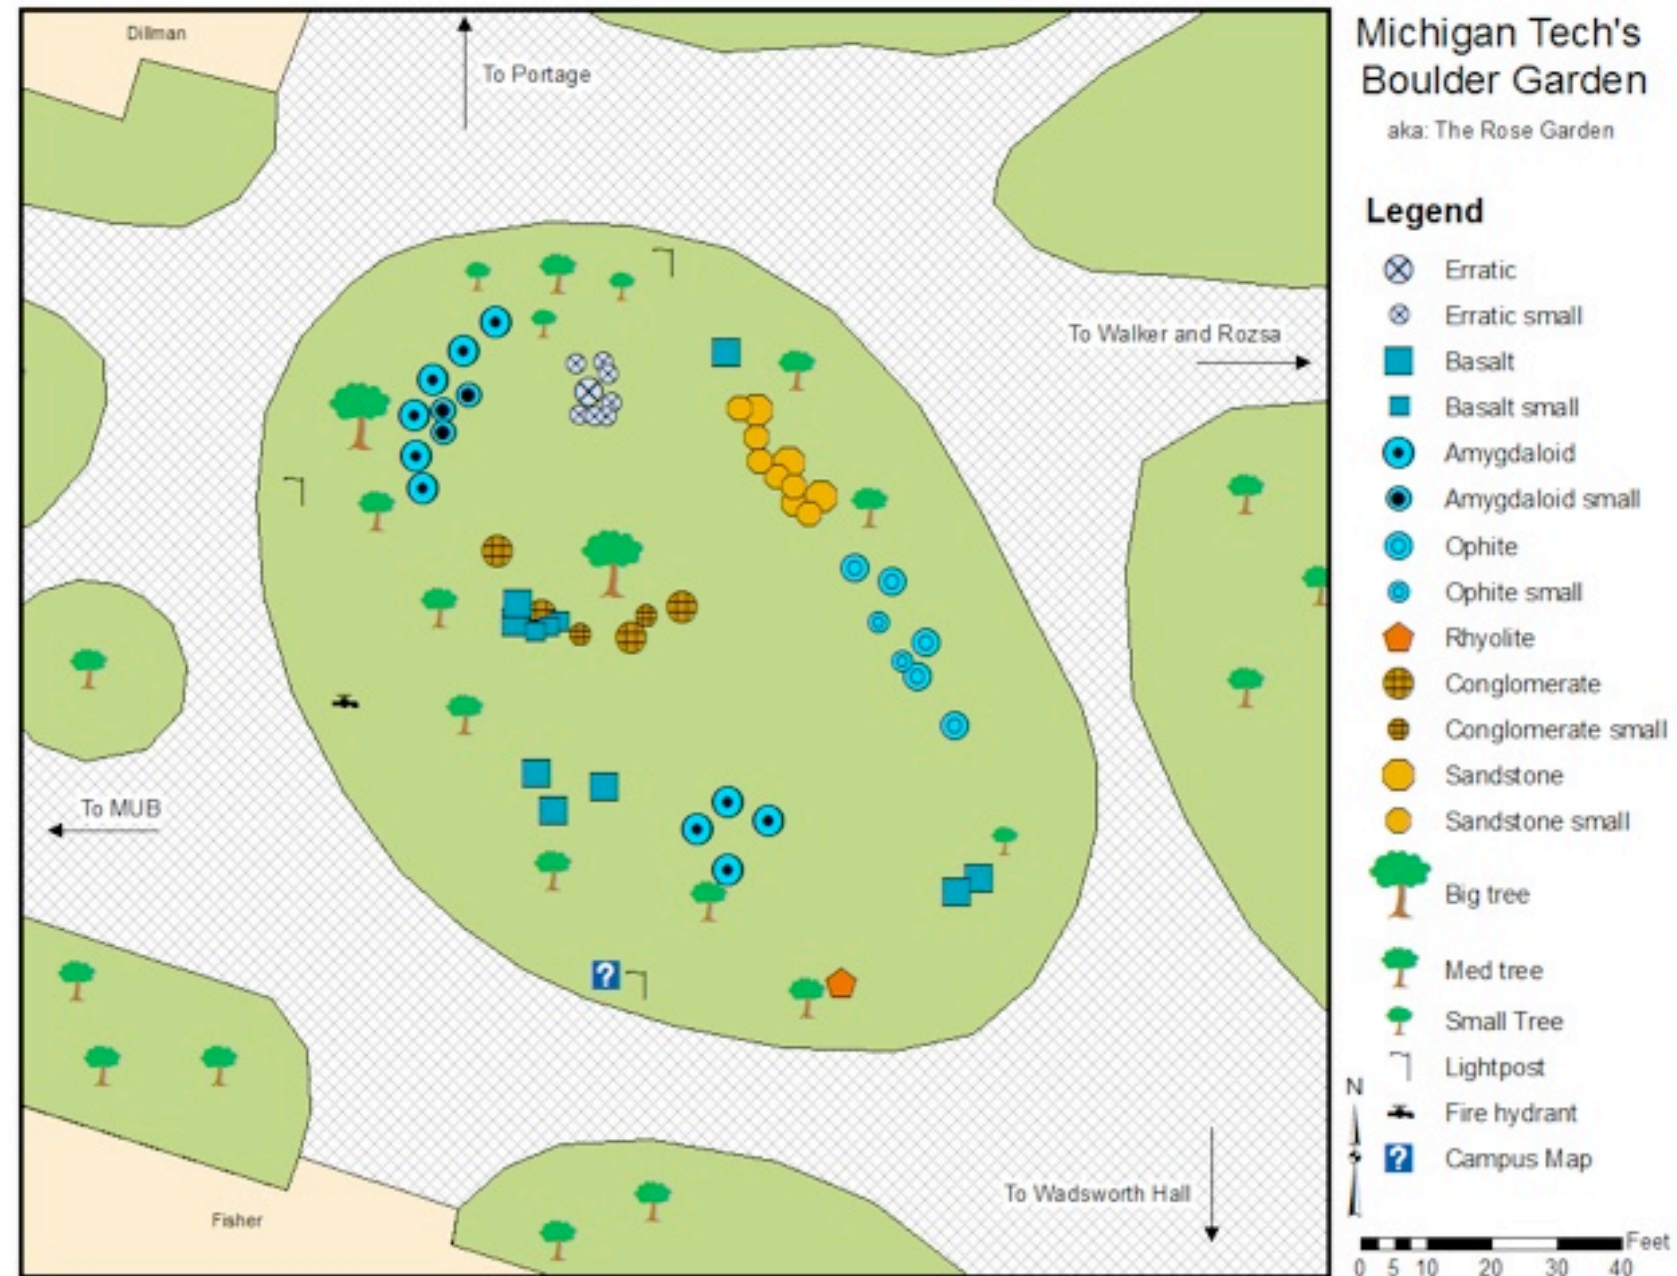 Dillman
To Portage
To Walker and Rozsa
To MUB
To Wadsworth Hall
Fisher
Michigan Tech's
Boulder Garden
aka: The Rose Garden
Legend
Erratic
Erratic small
Basalt
Basalt small
Amygdaloid
Amygdaloid small
Ophite
Ophite small
Rhyolite
Conglomerate
Conglomerate small
Sandstone
Sandstone small
Big tree
Med tree
Small Tree
Lightpost
Fire hydrant
? Campus Map
N
Feet
0 5 10 20 30 40
?